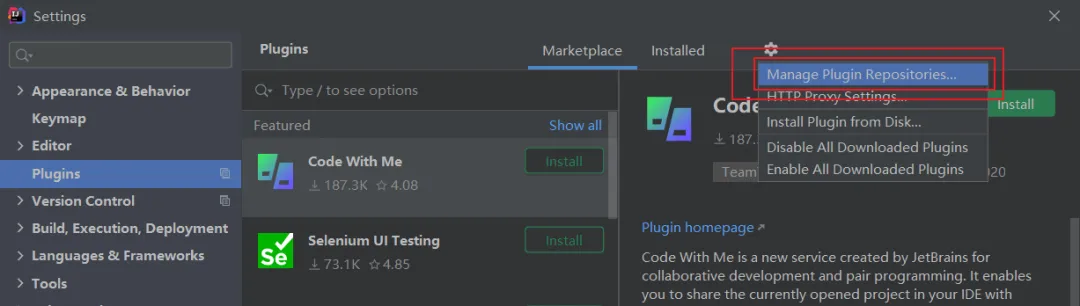 Settings
Plugins
Marketplace
Installed
Manage Plugin Repositories...
HTTP Proxy Settings...
Install Plugin from Disk...
Disable All Downloaded Plugins
Enable All Downloaded Plugins
Appearance & Behavior
Keymap
Editor
Plugins
Version Control
Build, Execution, Deployment
Languages & Frameworks
Tools
Type / to see options
Featured
Show all
Code With Me
Install
187.3K
4.08
Selenium UI Testing
Install
73.1K
4.85
Code
Install
187.
Team
020
Plugin homepage
Code With Me is a new service created by JetBrains for
collaborative development and pair programming. It enables
you to share the currently opened project in your IDE with